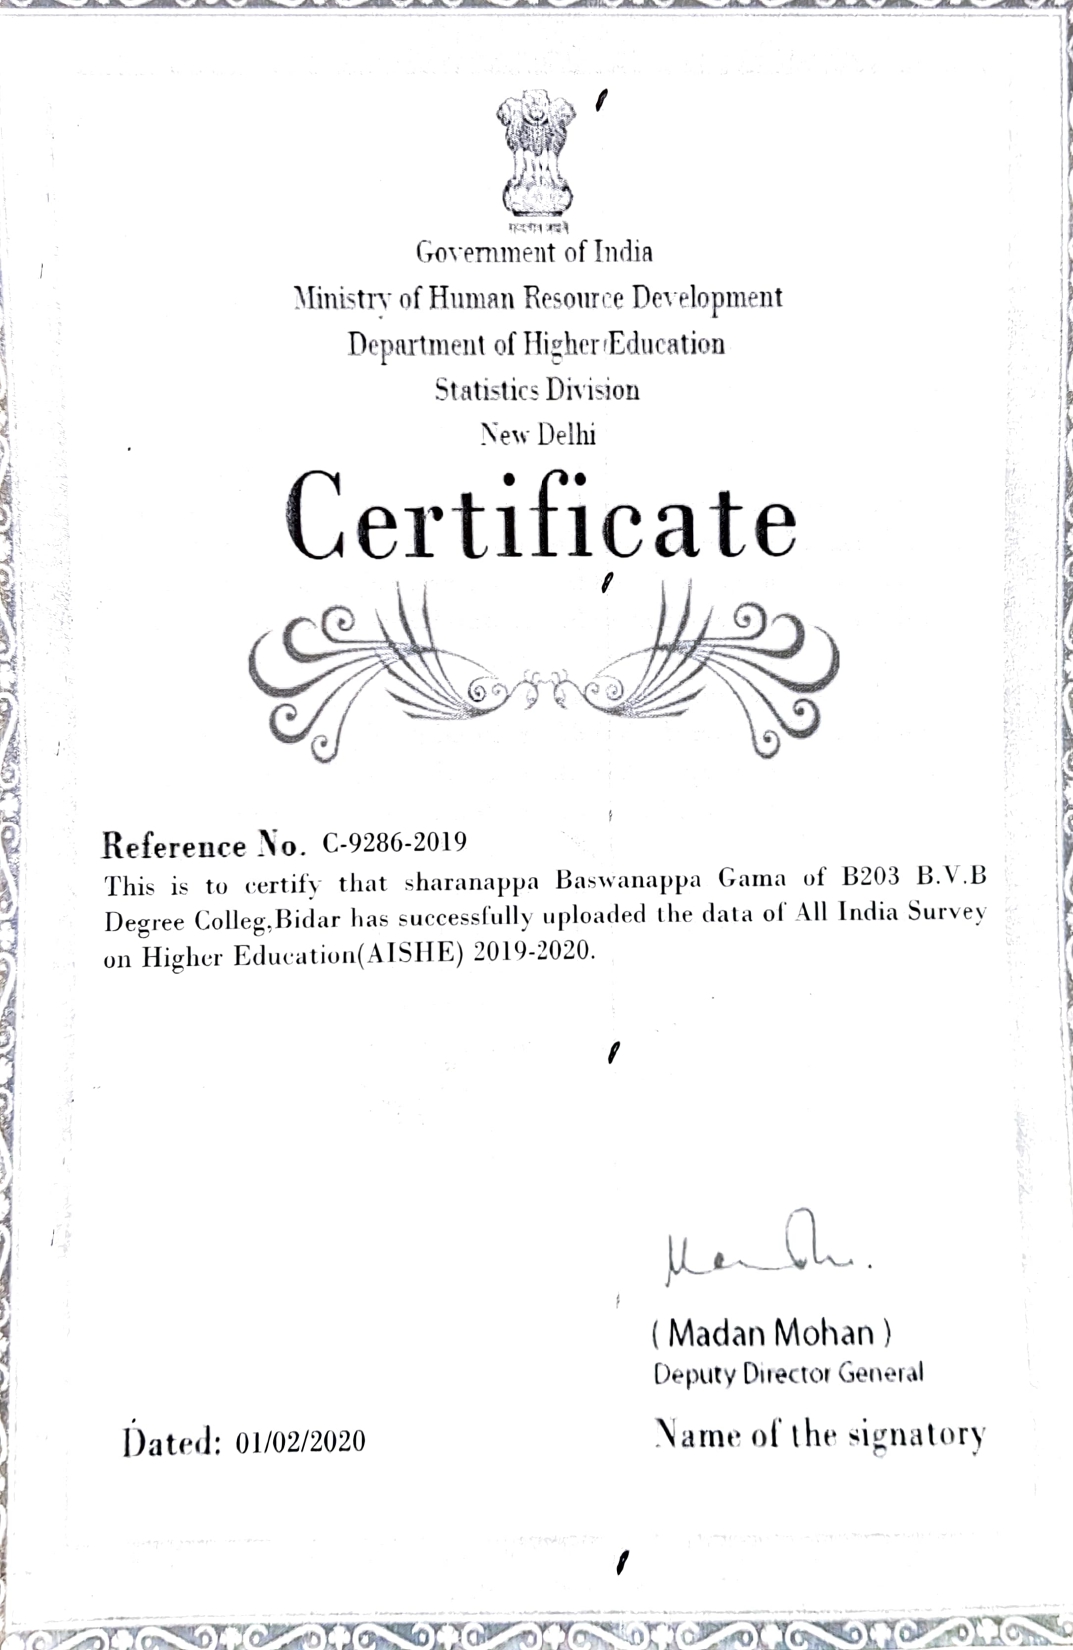 सत्यमेव जयते
Government of India
Ministry of Human Resource Development
Department of Higher Education
Statistics Division
New Delhi
Certificate
Reference No. C-9286-2019
This is to certify that sharanappa Baswanappa Gama of B203 B.V.B
Degree Colleg,Bidar has successfully uploaded the data of All India Survey
on Higher Education(AISHE) 2019-2020.
( Madan Mohan )
Deputy Director General
Dated: 01/02/2020
Name of the signatory